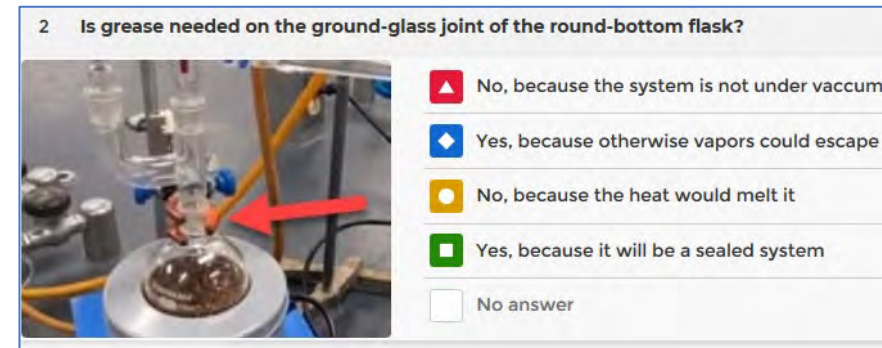 2 Is grease needed on the ground-glass joint of the round-bottom flask?
No, because the system is not under vaccum
Yes, because otherwise vapors could escape
No, because the heat would melt it
Yes, because it will be a sealed system
No answer